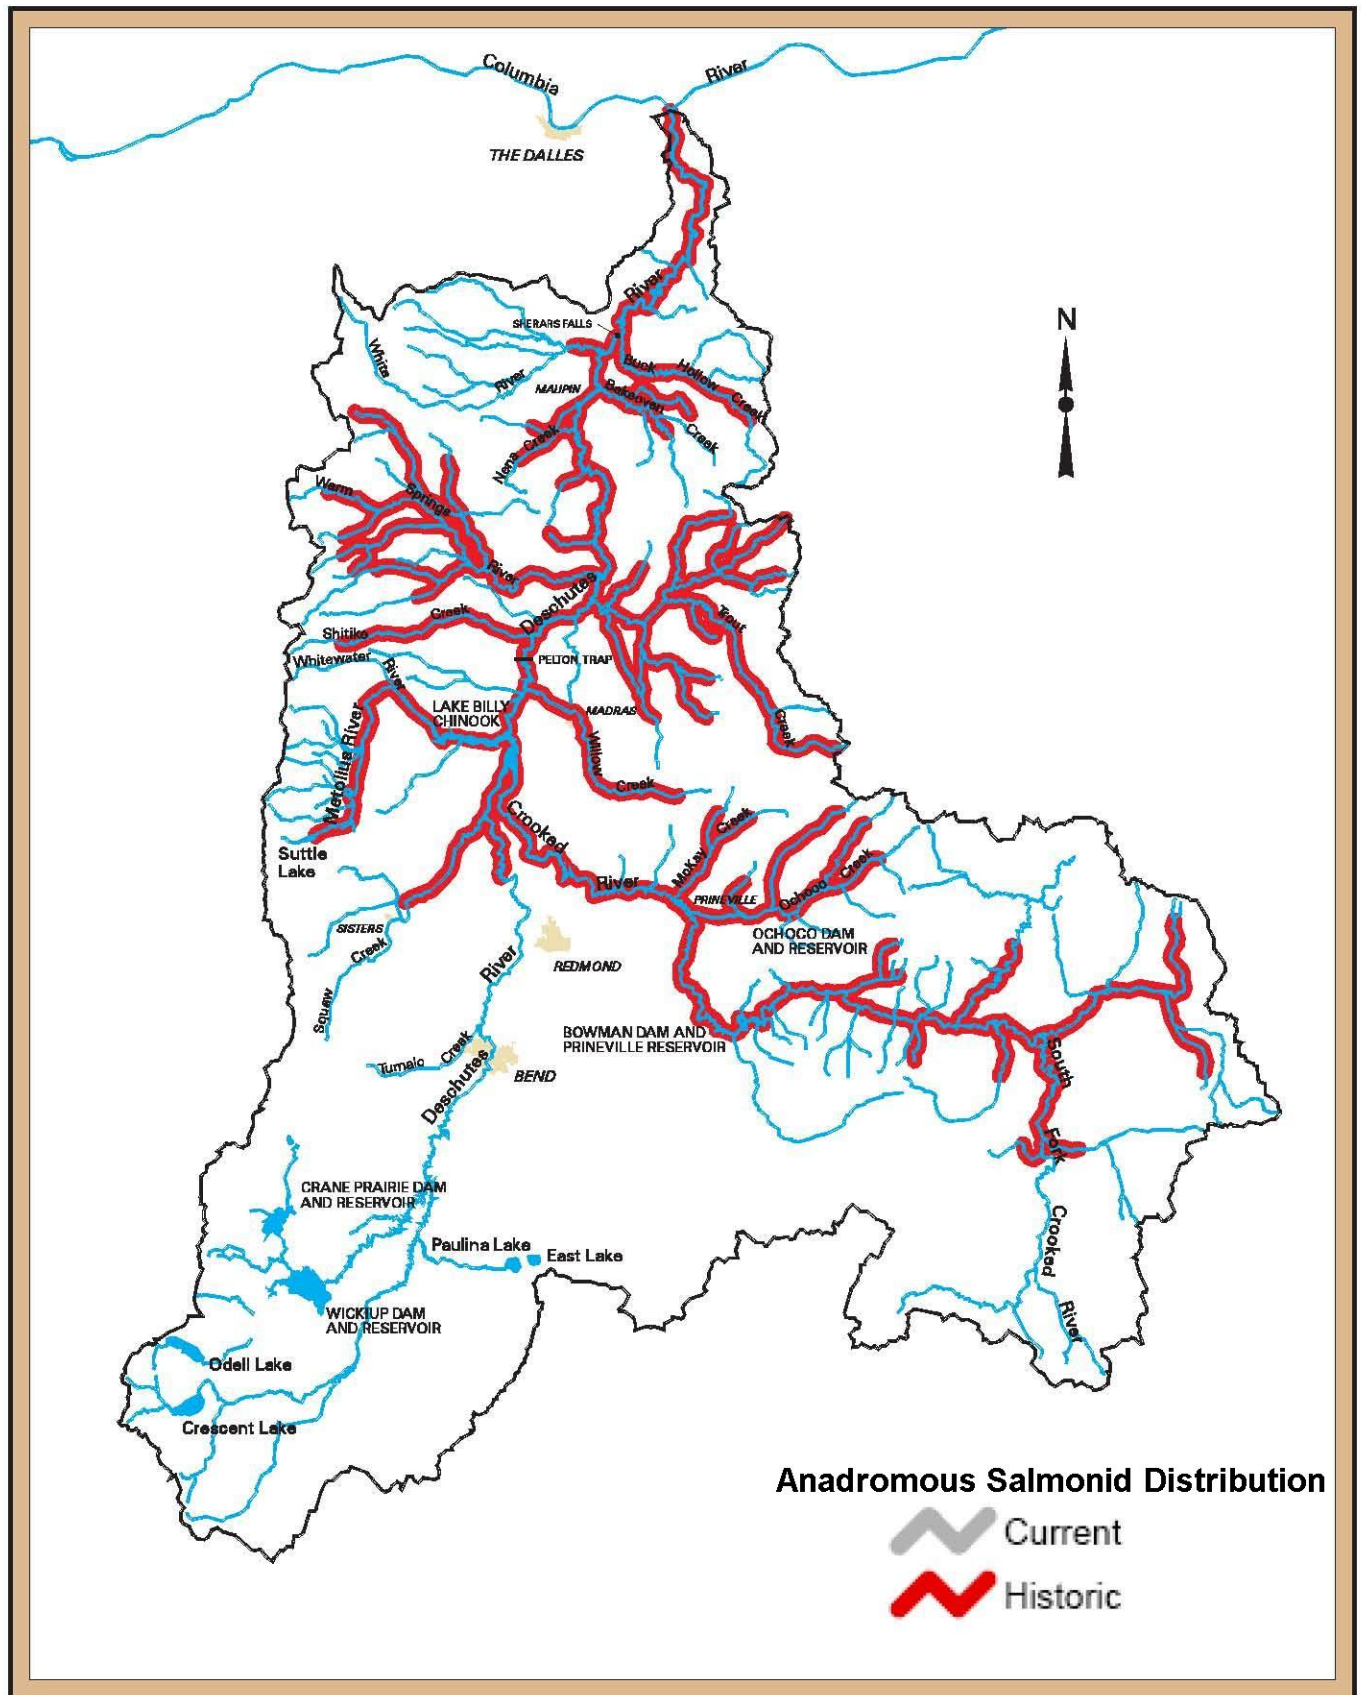 Columbia
River
THE DALLES
N
River
SHERARS FALLS
White
River
MAUPIN
Buck
Hollow
Creek
Bakeoven
Creek
Nena Creek
Warm
Springs
River
Deschutes
Trout
Creek
Shitike
Creek
Whitewater
River
PELTON TRAP
LAKE BILLY
CHINOOK
MADRAS
Willow
Creek
Metolius River
Suttle
Lake
Crooked
River
McKay
Creek
PRINEVILLE
Ochoco
Creek
OCHOCO DAM
AND RESERVOIR
SISTERS
Creek
Squaw
River
REDMOND
BOWMAN DAM AND
PRINEVILLE RESERVOIR
Tumalo
Creek
Deschutes
BEND
South
Fork
Crooked
River
CRANE PRAIRIE DAM
AND RESERVOIR
Paulina Lake
East Lake
WICKIUP DAM
AND RESERVOIR
Odell Lake
Crescent Lake
Anadromous Salmonid Distribution
Current
Historic